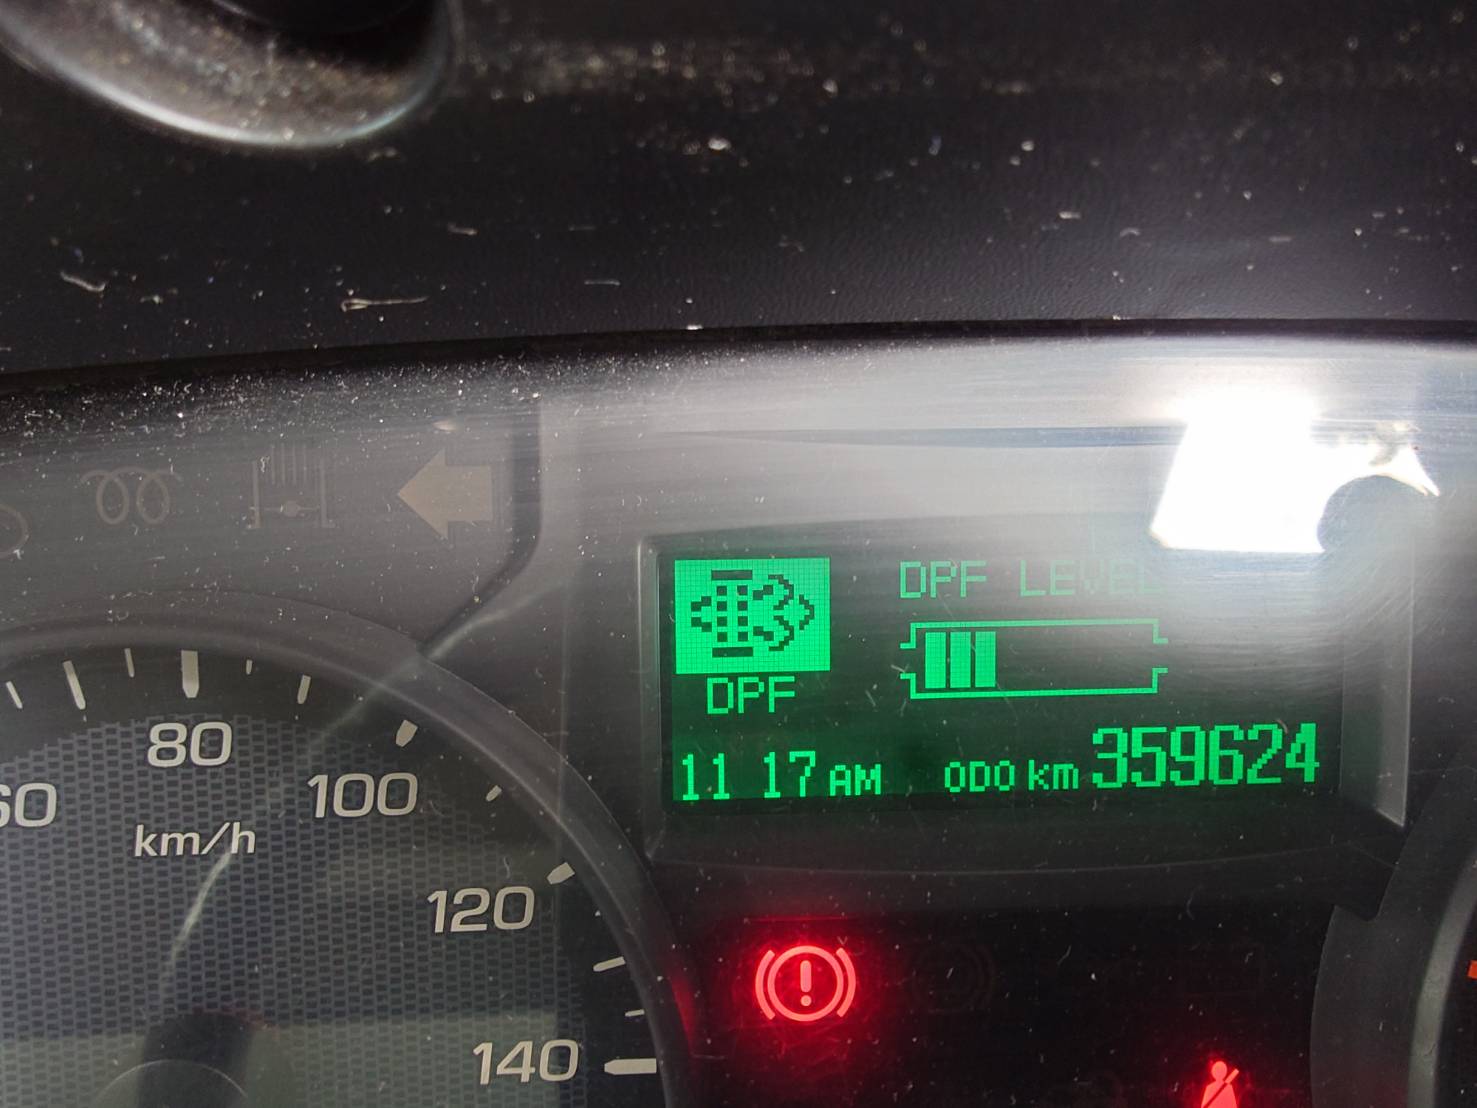 DPF LEVEL
DPF
11 17 AM ODO km 359624
80
60
100
km/h
120
140